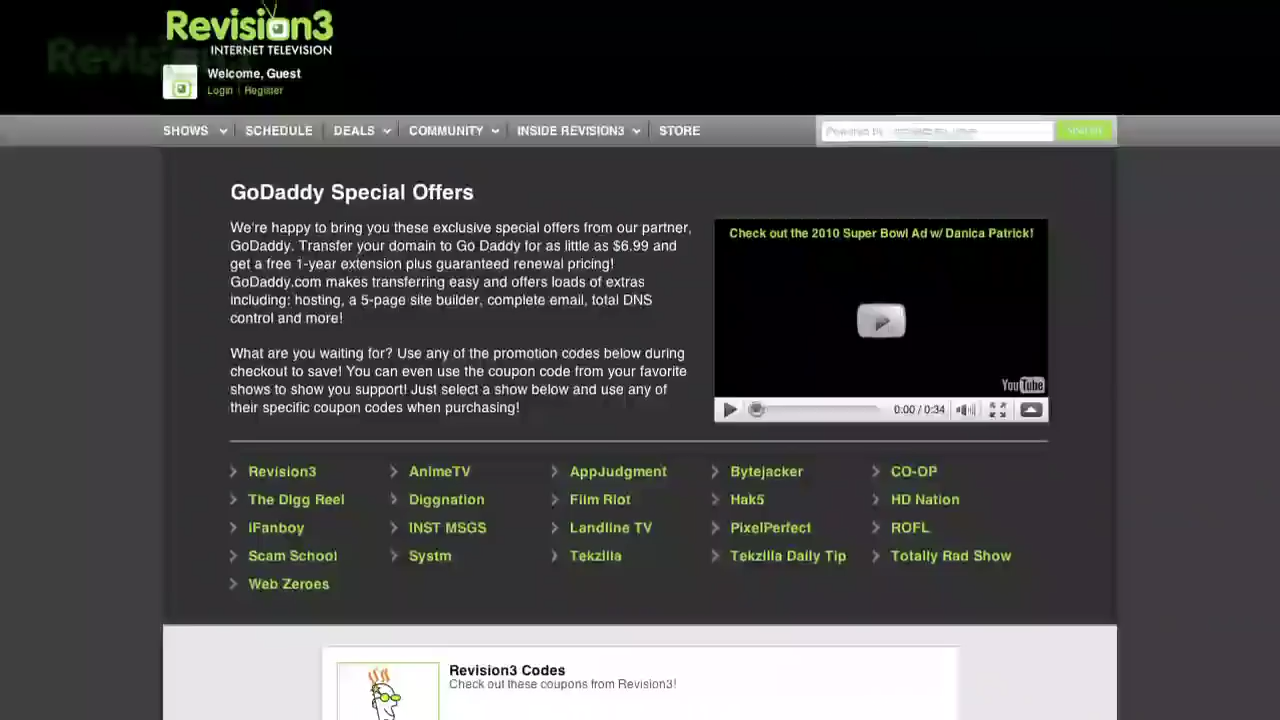 Revision3
INTERNET TELEVISION
Welcome, Guest
Login | Register
SHOWS SCHEDULE DEALS COMMUNITY INSIDE REVISION3 STORE
Powered by
GoDaddy Special Offers
We're happy to bring you these exclusive special offers from our partner,
GoDaddy. Transfer your domain to Go Daddy for as little as $6.99 and
get a free 1-year extension plus guaranteed renewal pricing!
GoDaddy.com makes transferring easy and offers loads of extras
including: hosting, a 5-page site builder, complete email, total DNS
control and more!
What are you waiting for? Use any of the promotion codes below during
checkout to save! You can even use the coupon code from your favorite
shows to show you support! Just select a show below and use any of
their specific coupon codes when purchasing!
Check out the 2010 Super Bowl Ad w/ Danica Patrick!
YouTube
0:00 / 0:34
Revision3 AnimeTV AppJudgment Bytejacker CO-OP
The Digg Reel Diggnation Film Riot Hak5 HD Nation
iFanboy INST MSGS Landline TV PixelPerfect ROFL
Scam School Systm Tekzilla Tekzilla Daily Tip Totally Rad Show
Web Zeroes
Revision3 Codes
Check out these coupons from Revision3!